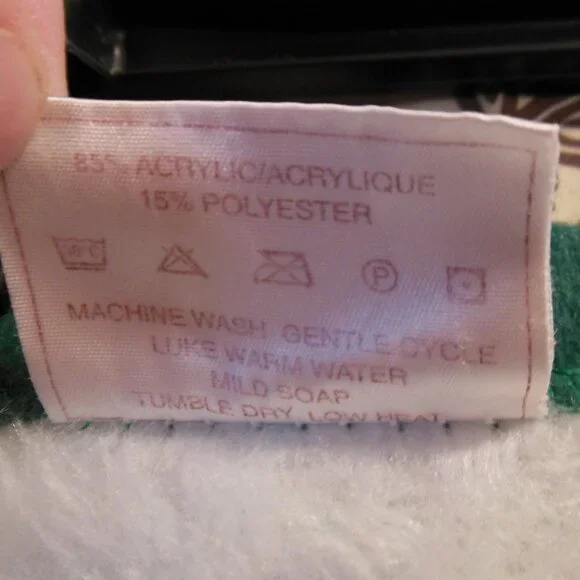 85% ACRYLIC/ACRYLIQUE
15% POLYESTER
P
MACHINE WASH GENTLE CYCLE
LUKE WARM WATER
MILD SOAP
TUMBLE DRY, LOW HEAT